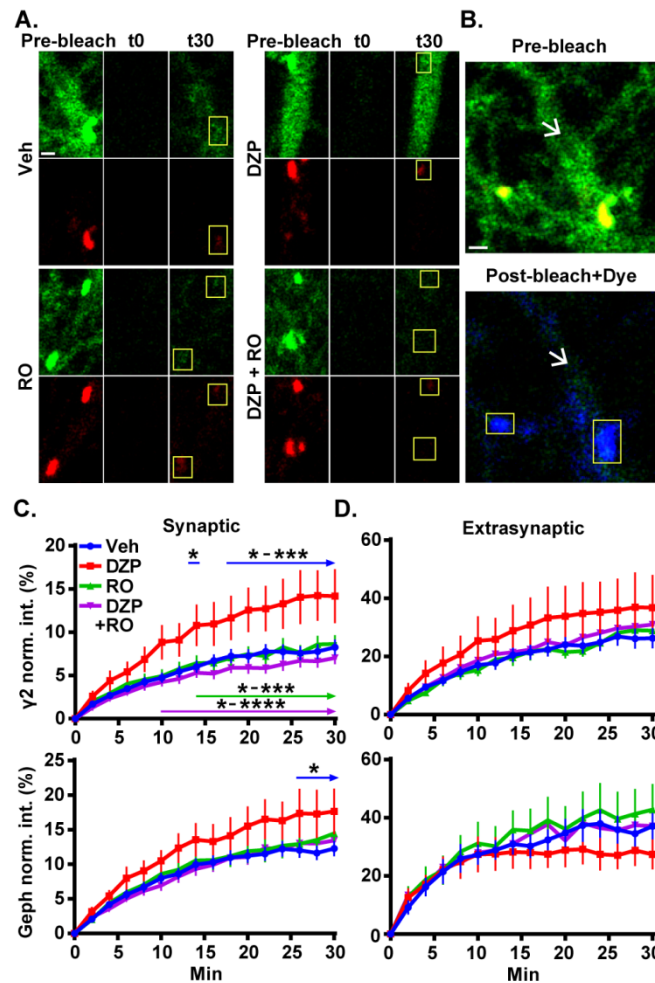 A.
Pre-bleach t0 t30
Pre-bleach t0 t30
Veh
DZP
RO
DZP + RO
B.
Pre-bleach
Post-bleach+Dye
C.
Synaptic
γ2 norm. int. (%)
20
15
10
5
0
Veh
DZP
RO
DZP
+RO
*
*-***
*-***
*-****
0 5 10 15 20 25 30
D.
Extrasynaptic
60
40
20
0
0 5 10 15 20 25 30
Geph norm. int. (%)
25
20
15
10
5
0
*
0 5 10 15 20 25 30
Min
60
40
20
0
0 5 10 15 20 25 30
Min